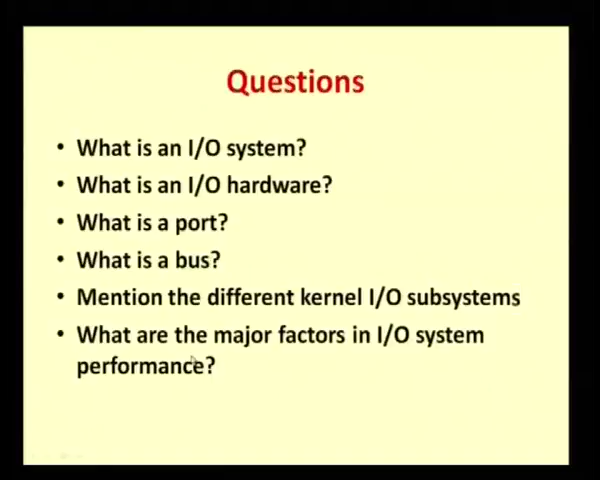 Questions
• What is an I/O system?
• What is an I/O hardware?
• What is a port?
• What is a bus?
• Mention the different kernel I/O subsystems
• What are the major factors in I/O system
performance?